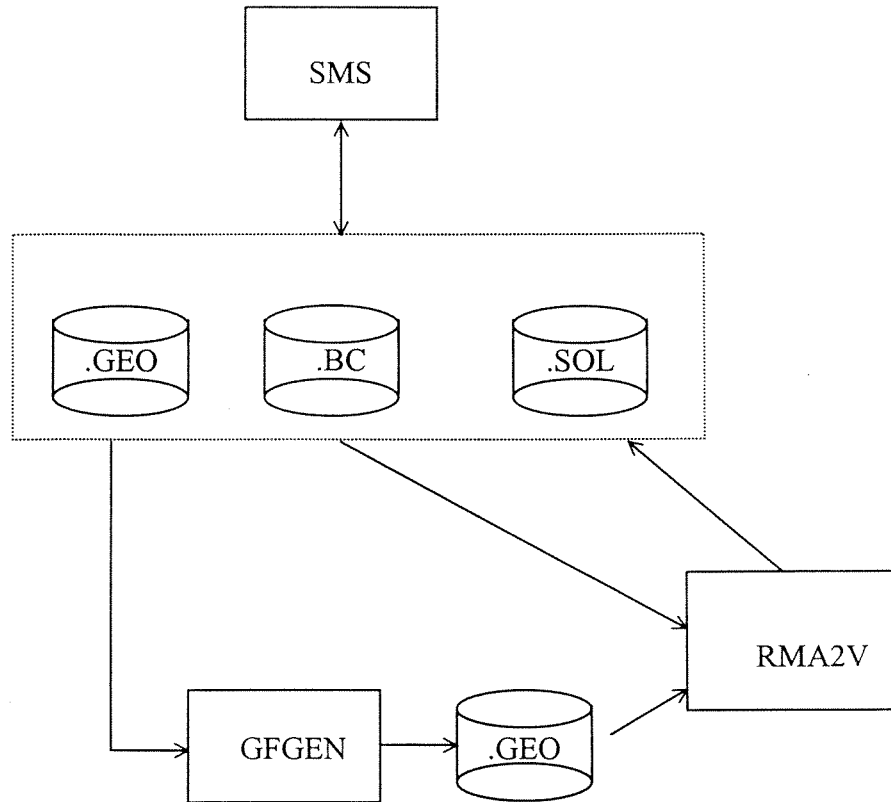 SMS
.GEO
.BC
.SOL
RMA2V
GFGEN
.GEO